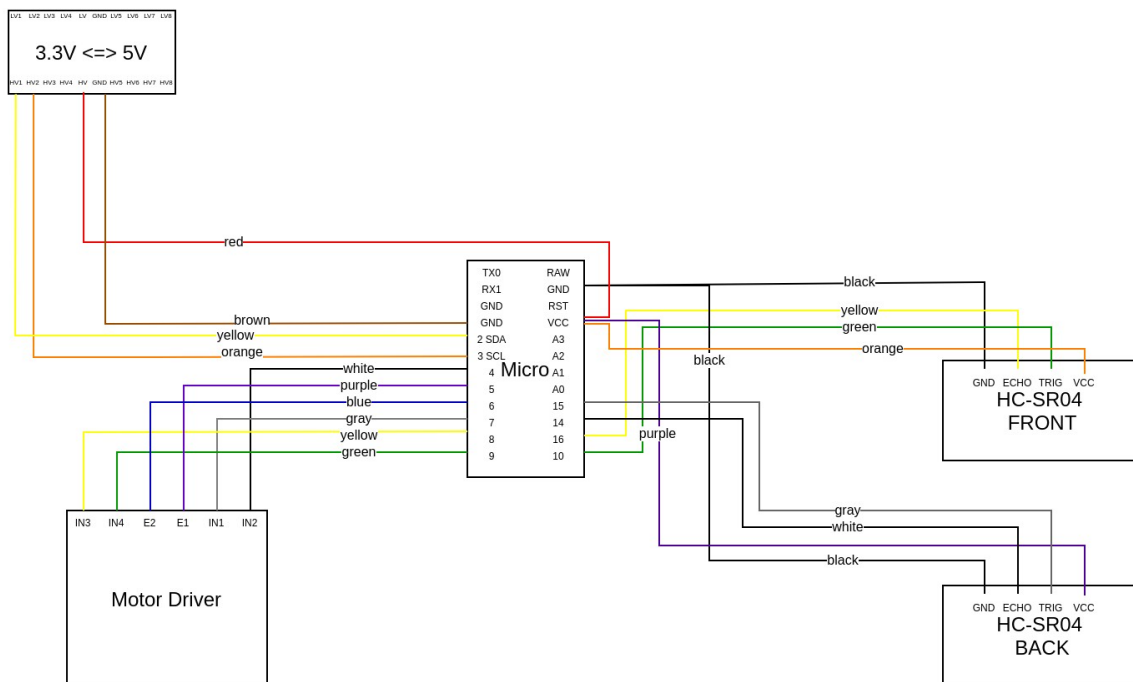 LV1 LV2 LV3 LV4 LV GND LV5 LV6 LV7 LV8
3.3V <=> 5V
HV1 HV2 HV3 HV4 HV GND HV5 HV6 HV7 HV8
red
brown
yellow
orange
white
purple
blue
gray
yellow
green
TX0 RAW
RX1 GND
GND RST
GND VCC
2 SDA A3
3 SCL A2
4 A1
5 A0
6 15
7 14
8 16
9 10
Micro
black
yellow
green
orange
black
purple
gray
white
black
GND ECHO TRIG VCC
HC-SR04
FRONT
IN3 IN4 E2 E1 IN1 IN2
Motor Driver
GND ECHO TRIG VCC
HC-SR04
BACK